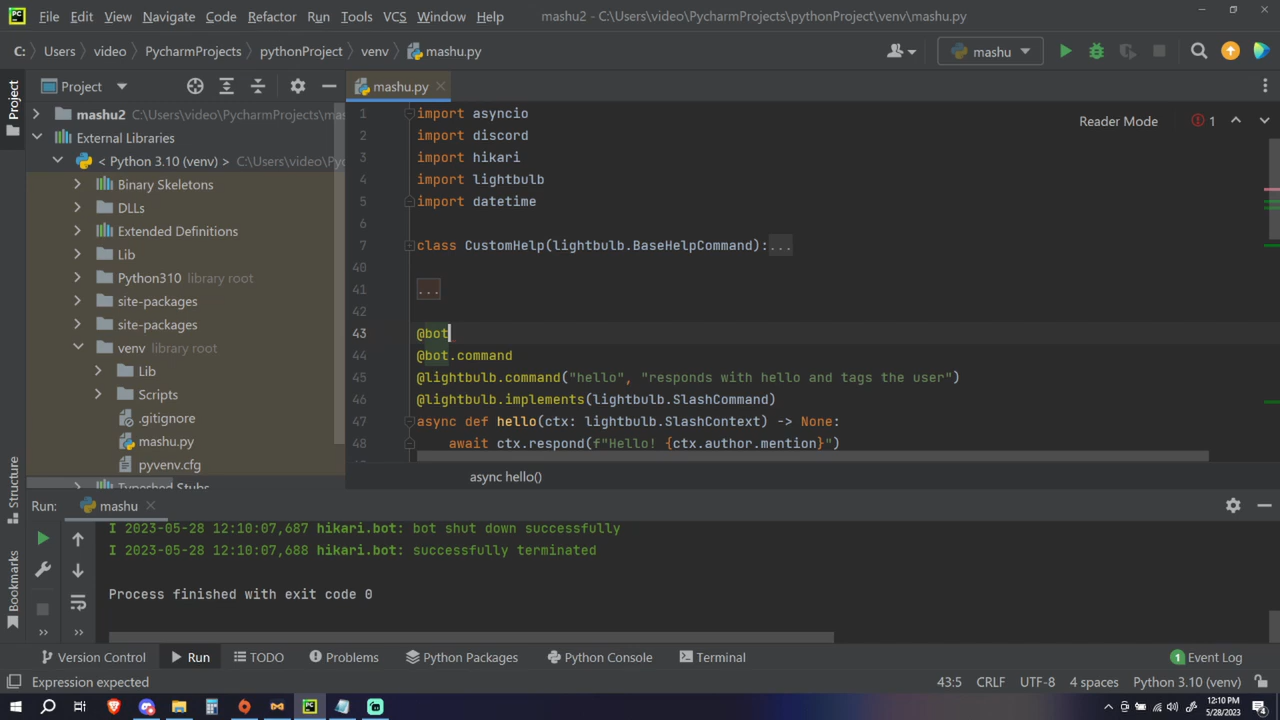 File Edit View Navigate Code Refactor Run Tools VCS Window Help mashu2 - C:\Users\video\PycharmProjects\pythonProject\venv\mashu.py
C: Users video PycharmProjects pythonProject venv mashu.py mashu
Project
Project
mashu.py
mashu2 C:\Users\video\PycharmProjects\mas
External Libraries
< Python 3.10 (venv) > C:\Users\video\Py
Binary Skeletons
DLLs
Extended Definitions
Lib
Python310 library root
site-packages
site-packages
venv library root
Lib
Scripts
.gitignore
mashu.py
pyvenv.cfg
Typeshed Stubs
Reader Mode 1
1 import asyncio
2 import discord
3 import hikari
4 import lightbulb
5 import datetime
6
7 class CustomHelp(lightbulb.BaseHelpCommand):...
40
41 ...
42
43 @bot
44 @bot.command
45 @lightbulb.command("hello", "responds with hello and tags the user")
46 @lightbulb.implements(lightbulb.SlashCommand)
47 async def hello(ctx: lightbulb.SlashContext) -> None:
48 await ctx.respond(f"Hello! {ctx.author.mention}")
async hello()
Structure
Bookmarks
Run: mashu
I 2023-05-28 12:10:07,687 hikari.bot: bot shut down successfully
I 2023-05-28 12:10:07,688 hikari.bot: successfully terminated
Process finished with exit code 0
Version Control Run TODO Problems Python Packages Python Console Terminal 1 Event Log
Expression expected 43:5 CRLF UTF-8 4 spaces Python 3.10 (venv)
12:10 PM
5/28/2023
4